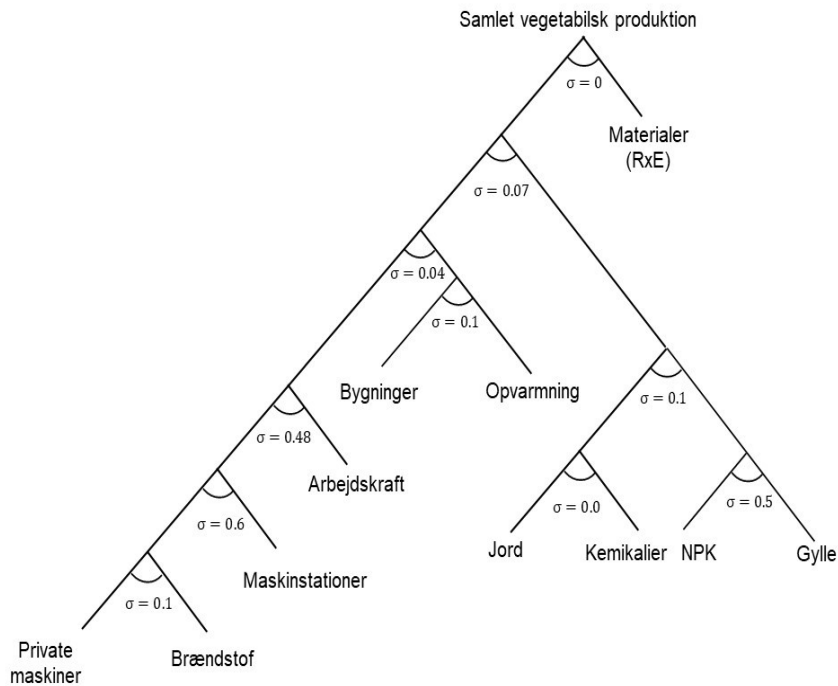 Samlet vegetabilsk produktion
σ = 0
Materialer
(RxE)
σ = 0.07
σ = 0.04
σ = 0.1
Bygninger
Opvarmning
σ = 0.1
σ = 0.48
Arbejdskraft
σ = 0.6
σ = 0.0
σ = 0.5
Jord
Kemikalier
NPK
Gylle
Maskinstationer
σ = 0.1
Private
maskiner
Brændstof